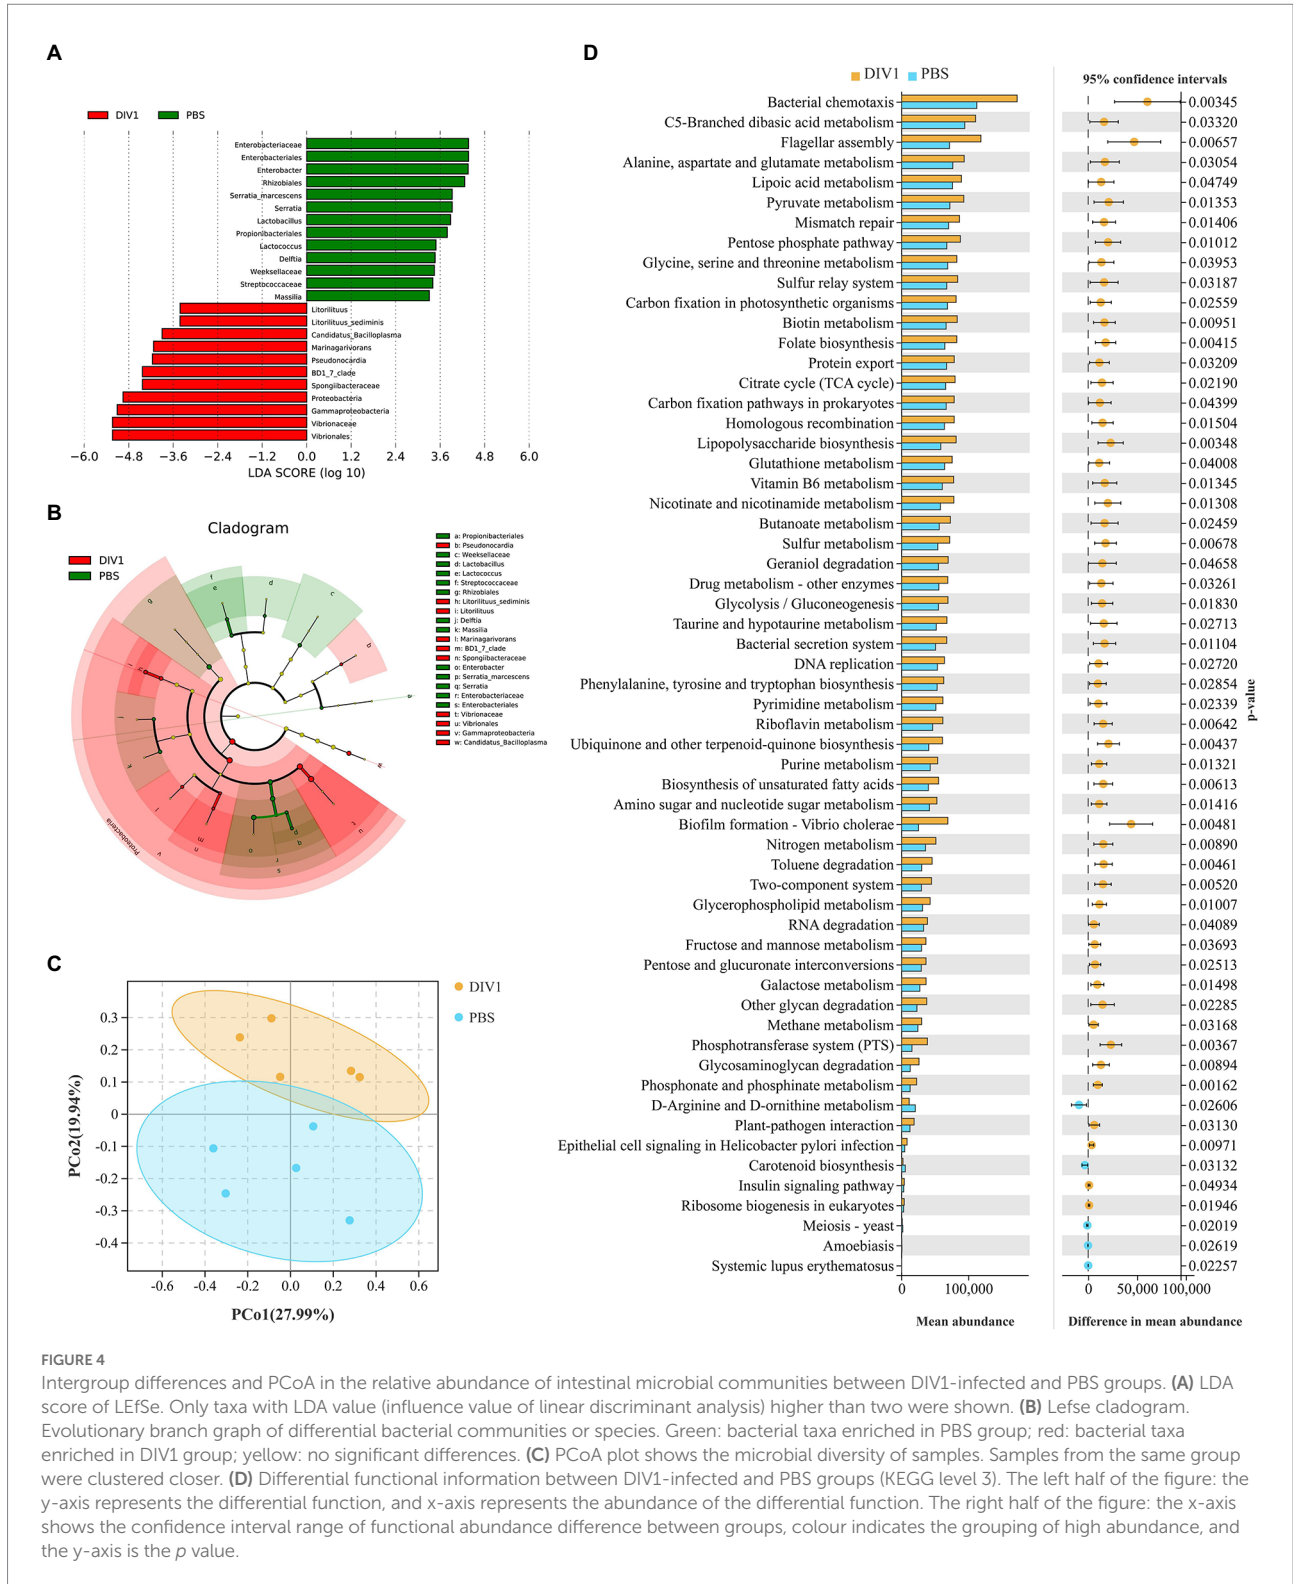 A
DIV1
PBS
Enterobacteriaceae
Enterobacteriales
Enterobacter
Rhizobiales
Serratia_marcescens
Serratia
Lactobacillus
Propionibacteriales
Lactococcus
Delftia
Weeksellaceae
Streptococcaceae
Massilia
Litorilituus
Litorilituus_sediminis
Candidatus_Bacilloplasma
Marinagarivorans
Pseudonocardia
BD1_7_clade
Spongiibacteraceae
Proteobacteria
Gammaproteobacteria
Vibrionaceae
Vibrionales
−6.0 −4.8 −3.6 −2.4 −1.2 0.0 1.2 2.4 3.6 4.8 6.0
LDA SCORE (log 10)
B
Cladogram
DIV1
PBS
a: Propionibacteriales
b: Pseudonocardia
c: Weeksellaceae
d: Lactobacillus
e: Lactococcus
f: Streptococcaceae
g: Rhizobiales
h: Litorilituus_sediminis
i: Litorilituus
j: Delftia
k: Massilia
l: Marinagarivorans
m: BD1_7_clade
n: Spongiibacteraceae
o: Enterobacter
p: Serratia_marcescens
q: Serratia
r: Enterobacteriaceae
s: Enterobacteriales
t: Vibrionaceae
u: Vibrionales
v: Gammaproteobacteria
w: Candidatus_Bacilloplasma
Proteobacteria
C
DIV1
PBS
0.3
0.2
0.1
0
-0.1
-0.2
-0.3
-0.4
PCo2(19.94%)
-0.6 -0.4 -0.2 0.0 0.2 0.4 0.6
PCo1(27.99%)
D
DIV1 PBS
95% confidence intervals
Bacterial chemotaxis 0.00345
C5-Branched dibasic acid metabolism 0.03320
Flagellar assembly 0.00657
Alanine, aspartate and glutamate metabolism 0.03054
Lipoic acid metabolism 0.04749
Pyruvate metabolism 0.01353
Mismatch repair 0.01406
Pentose phosphate pathway 0.01012
Glycine, serine and threonine metabolism 0.03953
Sulfur relay system 0.03187
Carbon fixation in photosynthetic organisms 0.02559
Biotin metabolism 0.00951
Folate biosynthesis 0.00415
Protein export 0.03209
Citrate cycle (TCA cycle) 0.02190
Carbon fixation pathways in prokaryotes 0.04399
Homologous recombination 0.01504
Lipopolysaccharide biosynthesis 0.00348
Glutathione metabolism 0.04008
Vitamin B6 metabolism 0.01345
Nicotinate and nicotinamide metabolism 0.01308
Butanoate metabolism 0.02459
Sulfur metabolism 0.00678
Geraniol degradation 0.04658
Drug metabolism - other enzymes 0.03261
Glycolysis / Gluconeogenesis 0.01830
Taurine and hypotaurine metabolism 0.02713
Bacterial secretion system 0.01104
DNA replication 0.02720
Phenylalanine, tyrosine and tryptophan biosynthesis 0.02854
Pyrimidine metabolism 0.02339
Riboflavin metabolism 0.00642
Ubiquinone and other terpenoid-quinone biosynthesis 0.00437
Purine metabolism 0.01321
Biosynthesis of unsaturated fatty acids 0.00613
Amino sugar and nucleotide sugar metabolism 0.01416
Biofilm formation - Vibrio cholerae 0.00481
Nitrogen metabolism 0.00890
Toluene degradation 0.00461
Two-component system 0.00520
Glycerophospholipid metabolism 0.01007
RNA degradation 0.04089
Fructose and mannose metabolism 0.03693
Pentose and glucuronate interconversions 0.02513
Galactose metabolism 0.01498
Other glycan degradation 0.02285
Methane metabolism 0.03168
Phosphotransferase system (PTS) 0.00367
Glycosaminoglycan degradation 0.00894
Phosphonate and phosphinate metabolism 0.00162
D-Arginine and D-ornithine metabolism 0.02606
Plant-pathogen interaction 0.03130
Epithelial cell signaling in Helicobacter pylori infection 0.00971
Carotenoid biosynthesis 0.03132
Insulin signaling pathway 0.04934
Ribosome biogenesis in eukaryotes 0.01946
Meiosis - yeast 0.02019
Amoebiasis 0.02619
Systemic lupus erythematosus 0.02257
p-value
0 100,000 0 50,000 100,000
Mean abundance Difference in mean abundance
FIGURE 4
Intergroup differences and PCoA in the relative abundance of intestinal microbial communities between DIV1-infected and PBS groups. (A) LDA
score of LEfSe. Only taxa with LDA value (influence value of linear discriminant analysis) higher than two were shown. (B) Lefse cladogram.
Evolutionary branch graph of differential bacterial communities or species. Green: bacterial taxa enriched in PBS group; red: bacterial taxa
enriched in DIV1 group; yellow: no significant differences. (C) PCoA plot shows the microbial diversity of samples. Samples from the same group
were clustered closer. (D) Differential functional information between DIV1-infected and PBS groups (KEGG level 3). The left half of the figure: the
y-axis represents the differential function, and x-axis represents the abundance of the differential function. The right half of the figure: the x-axis
shows the confidence interval range of functional abundance difference between groups, colour indicates the grouping of high abundance, and
the y-axis is the p value.